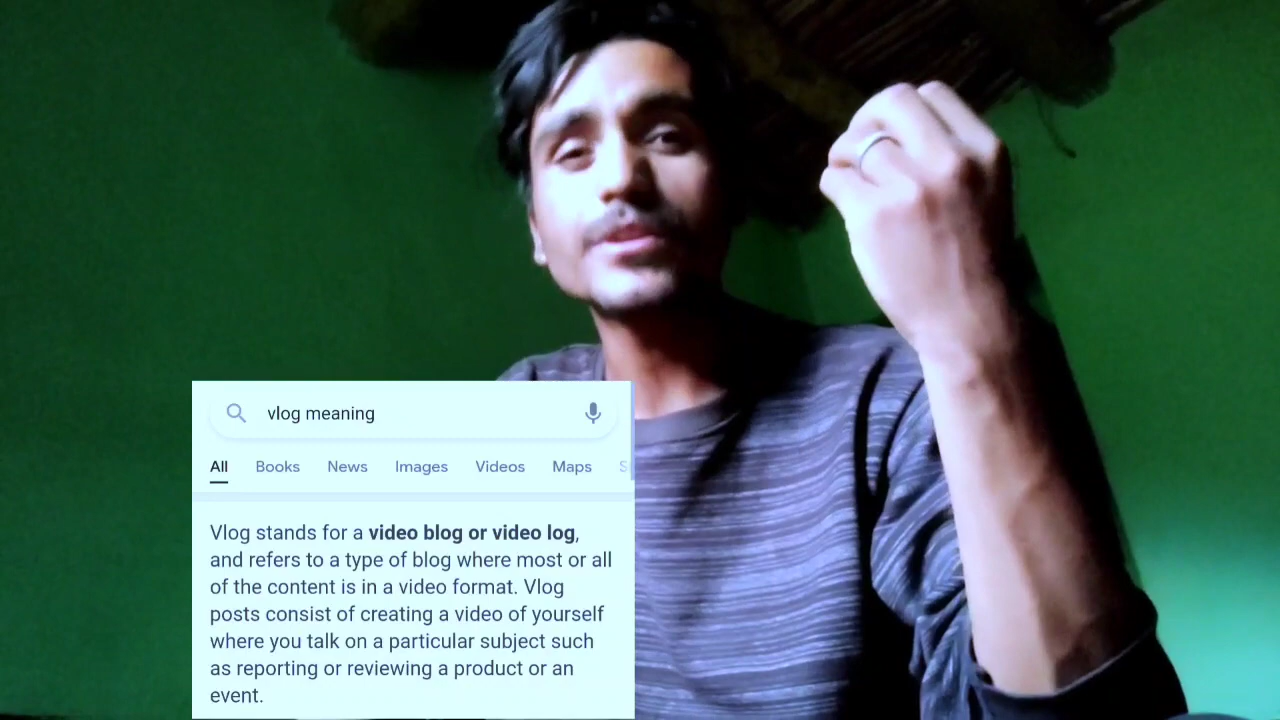 vlog meaning
All Books News Images Videos Maps
Vlog stands for a video blog or video log,
and refers to a type of blog where most or all
of the content is in a video format. Vlog
posts consist of creating a video of yourself
where you talk on a particular subject such
as reporting or reviewing a product or an
event.